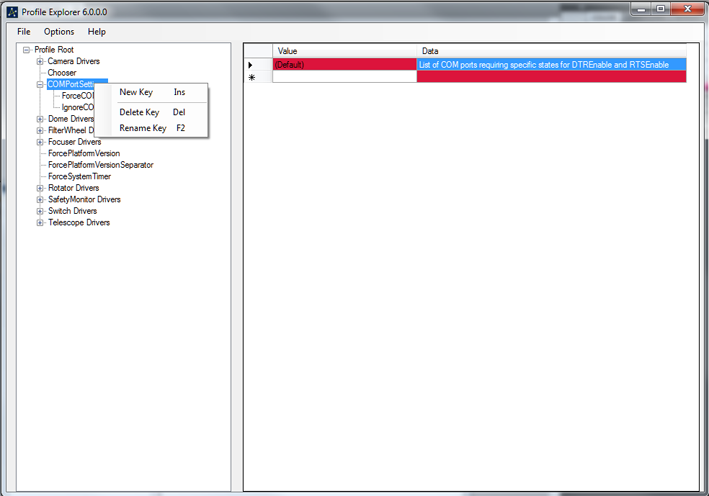 Profile Explorer 6.0.0.0
File Options Help
Profile Root
Camera Drivers
Chooser
COMPortSetti
ForceCO
IgnoreCO
Dome Drivers
FilterWheel D
Focuser Drivers
ForcePlatformVersion
ForcePlatformVersionSeparator
ForceSystemTimer
Rotator Drivers
SafetyMonitor Drivers
Switch Drivers
Telescope Drivers
New Key Ins
Delete Key Del
Rename Key F2
Value Data
(Default) List of COM ports requiring specific states for DTREnable and RTSEnable